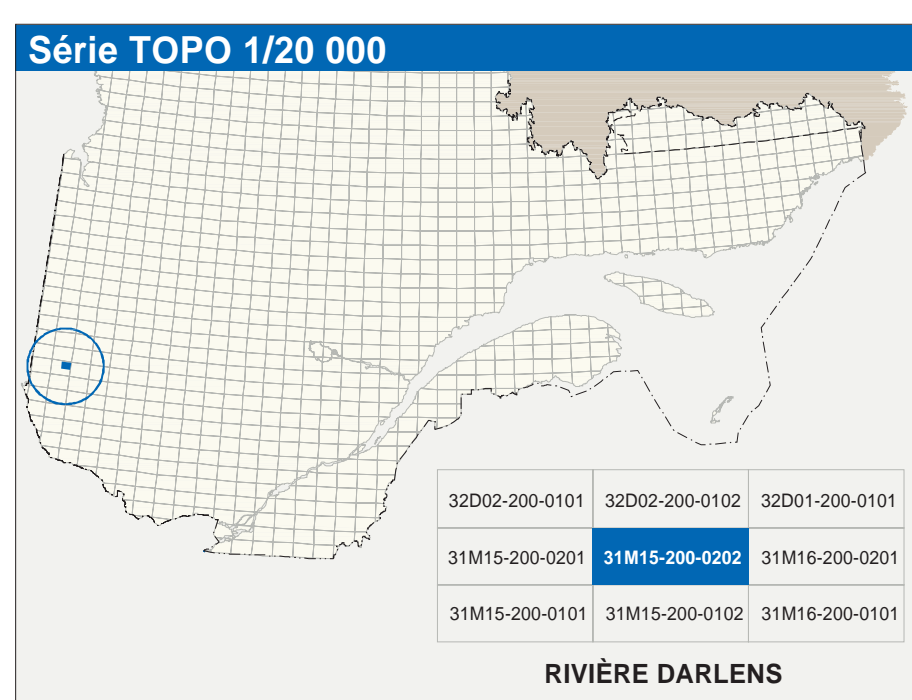 Série TOPO 1/20 000
32D02-200-0101 32D02-200-0102 32D01-200-0101
31M15-200-0201 31M15-200-0202 31M16-200-0201
31M15-200-0101 31M15-200-0102 31M16-200-0101
RIVIÈRE DARLENS